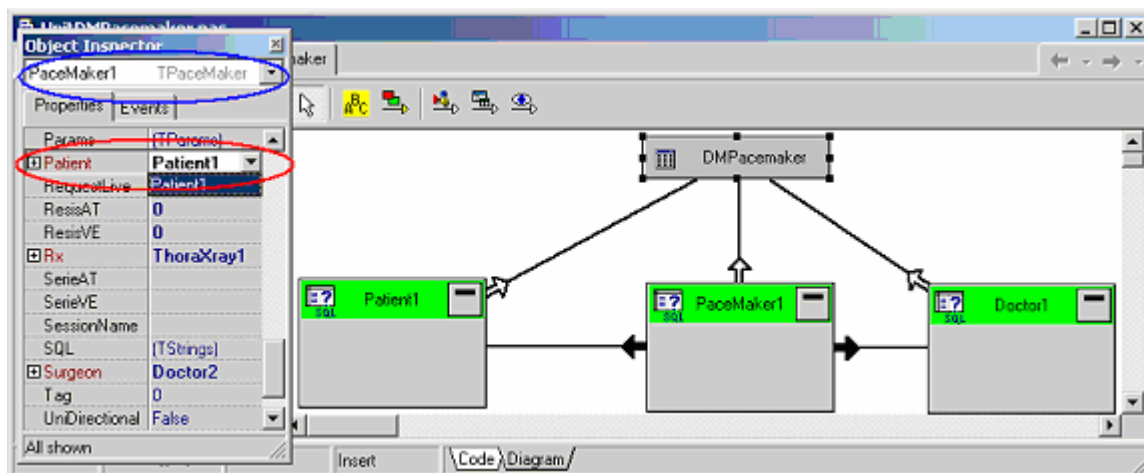 UnilDMPacemaker.pas
Object Inspector
PaceMaker1 TPaceMaker
aker
Properties Events
ABC
Params (TParams)
Patient Patient1
RequestLive Patient1
ResisAT 0
ResisVE 0
Rx ThoraXray1
SerieAT
SerieVE
SessionName
SQL (TStrings)
Surgeon Doctor2
Tag 0
UniDirectional False
All shown
DMPacemaker
Patient1
SQL
PaceMaker1
SQL
Doctor1
SQL
Insert
Code Diagram